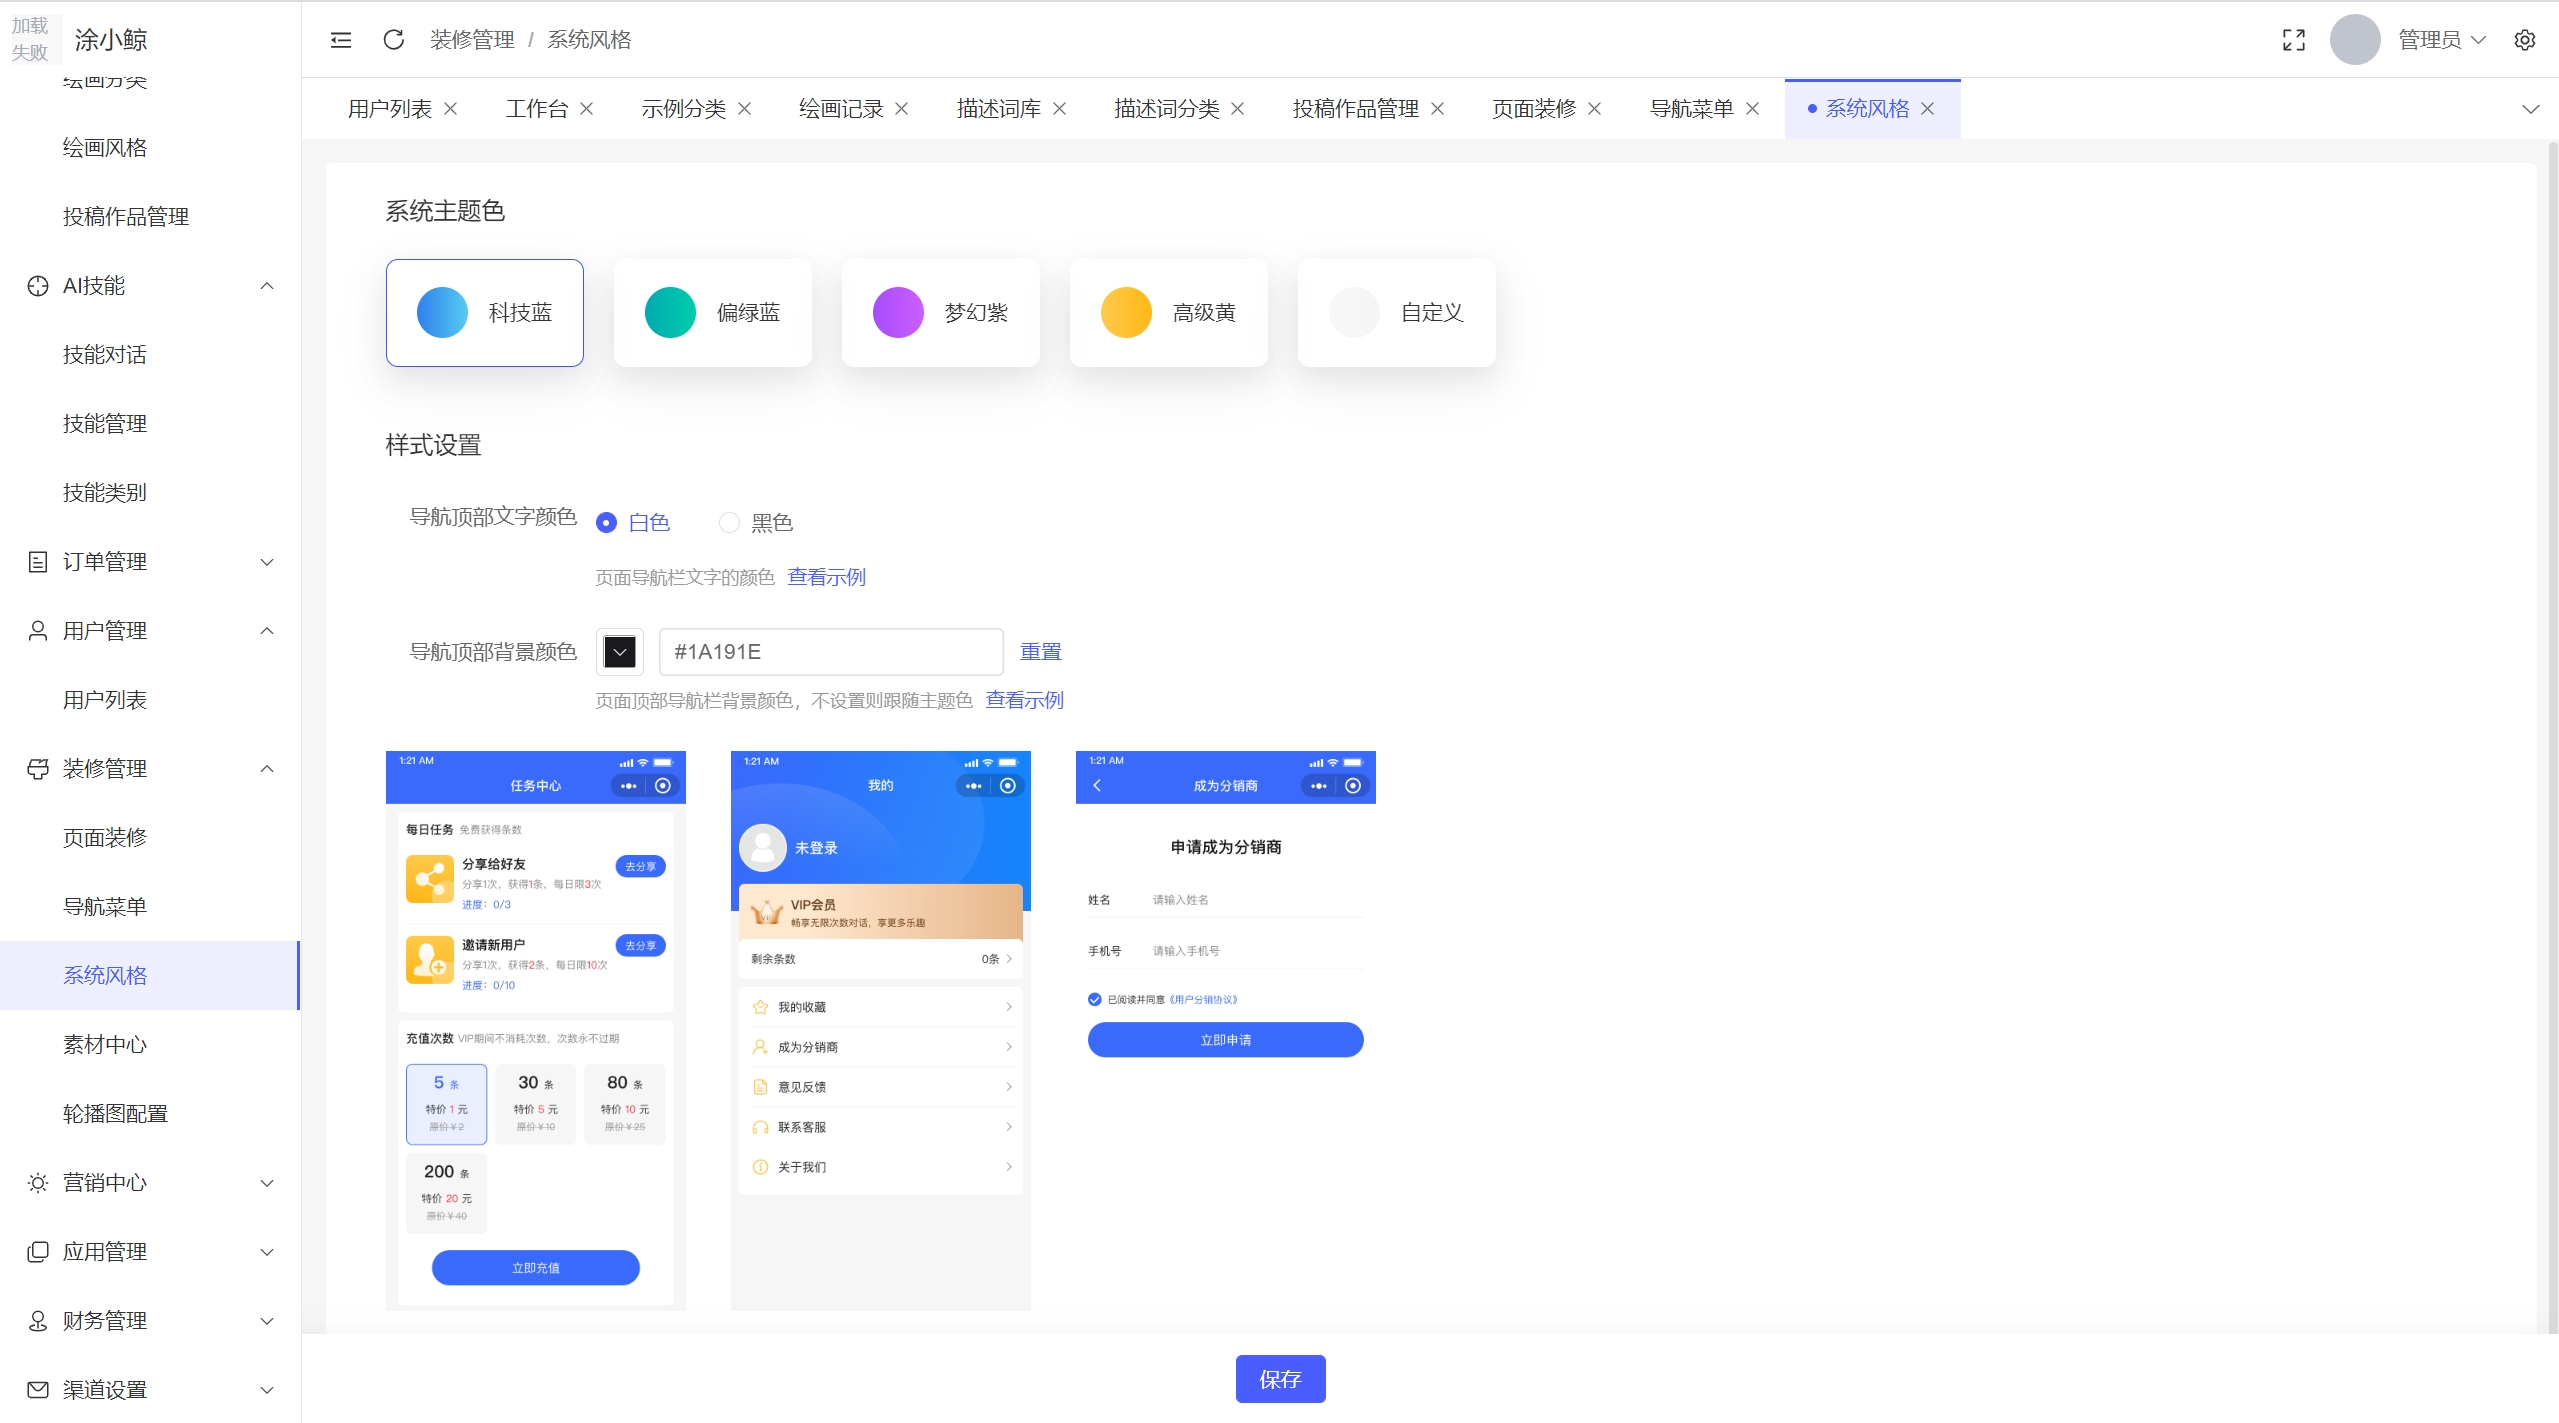 加载
失败
涂小鲸
装修管理 / 系统风格
管理员
用户列表
工作台
示例分类
绘画记录
描述词库
描述词分类
投稿作品管理
页面装修
导航菜单
系统风格
绘画分类
绘画风格
投稿作品管理
AI技能
技能对话
技能管理
技能类别
订单管理
用户管理
用户列表
装修管理
页面装修
导航菜单
系统风格
素材中心
轮播图配置
营销中心
应用管理
财务管理
渠道设置
系统主题色
科技蓝
偏绿蓝
梦幻紫
高级黄
自定义
样式设置
导航顶部文字颜色
白色
黑色
页面导航栏文字的颜色 查看示例
导航顶部背景颜色
#1A191E
重置
页面顶部导航栏背景颜色，不设置则跟随主题色 查看示例
1:21 AM
任务中心
每日任务 免费获得条数
分享给好友
分享1次，获得1条，每日限3次
进度：0/3
去分享
邀请新用户
分享1次，获得2条，每日限10次
进度：0/10
去分享
充值次数 VIP期间不消耗次数，次数永不过期
5 条
特价 1 元
原价￥2
30 条
特价 5 元
原价￥10
80 条
特价 10 元
原价￥25
200 条
特价 20 元
原价￥40
立即充值
1:21 AM
我的
未登录
VIP
VIP会员
畅享无限次数对话，享更多乐趣
剩余条数
0条
我的收藏
成为分销商
意见反馈
联系客服
关于我们
1:21 AM
成为分销商
申请成为分销商
姓名 请输入姓名
手机号 请输入手机号
已阅读并同意《用户分销协议》
立即申请
保存